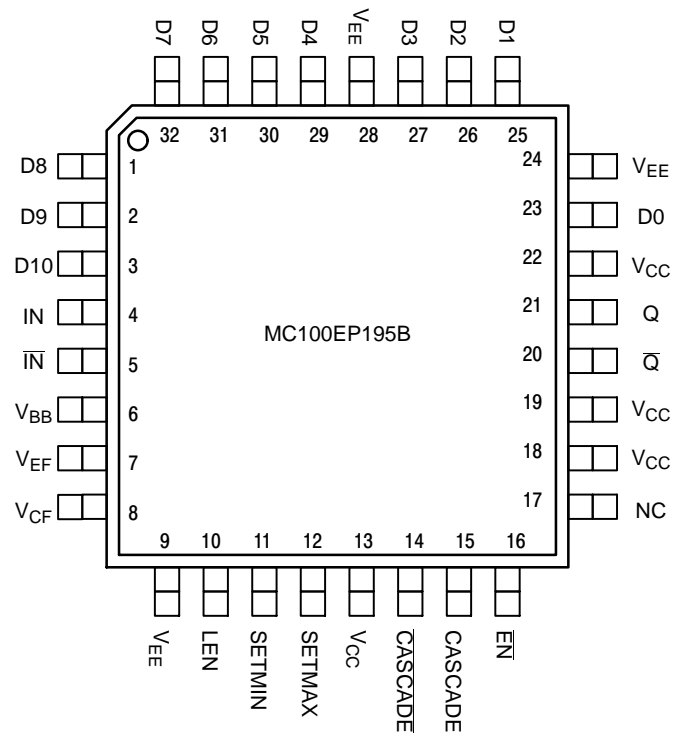 D7 D6 D5 D4 VEE D3 D2 D1
32 31 30 29 28 27 26 25
D8 1 24 VEE
D9 2 23 D0
D10 3 22 VCC
IN 4 21 Q
MC100EP195B
I̅N̅ 5 20 Q̅
VBB 6 19 VCC
VEF 7 18 VCC
VCF 8 17 NC
9 10 11 12 13 14 15 16
VEE LEN SETMIN SETMAX VCC C̅A̅S̅C̅A̅D̅E̅ CASCADE E̅N̅